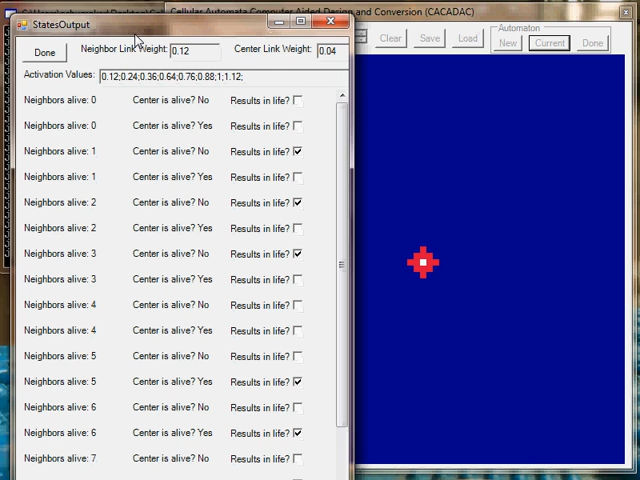 Cellular Automata Computer Aided Design and Conversion (CACADAC)
StatesOutput
Done
Neighbor Link Weight: 0.12 Center Link Weight: 0.04
Activation Values: 0.12;0.24;0.36;0.64;0.76;0.88;1;1.12;
Clear Save Load
Automaton
New Current Done
Neighbors alive: 0 Center is alive? No Results in life?
Neighbors alive: 0 Center is alive? Yes Results in life?
Neighbors alive: 1 Center is alive? No Results in life?
Neighbors alive: 1 Center is alive? Yes Results in life?
Neighbors alive: 2 Center is alive? No Results in life?
Neighbors alive: 2 Center is alive? Yes Results in life?
Neighbors alive: 3 Center is alive? No Results in life?
Neighbors alive: 3 Center is alive? Yes Results in life?
Neighbors alive: 4 Center is alive? No Results in life?
Neighbors alive: 4 Center is alive? Yes Results in life?
Neighbors alive: 5 Center is alive? No Results in life?
Neighbors alive: 5 Center is alive? Yes Results in life?
Neighbors alive: 6 Center is alive? No Results in life?
Neighbors alive: 6 Center is alive? Yes Results in life?
Neighbors alive: 7 Center is alive? No Results in life?